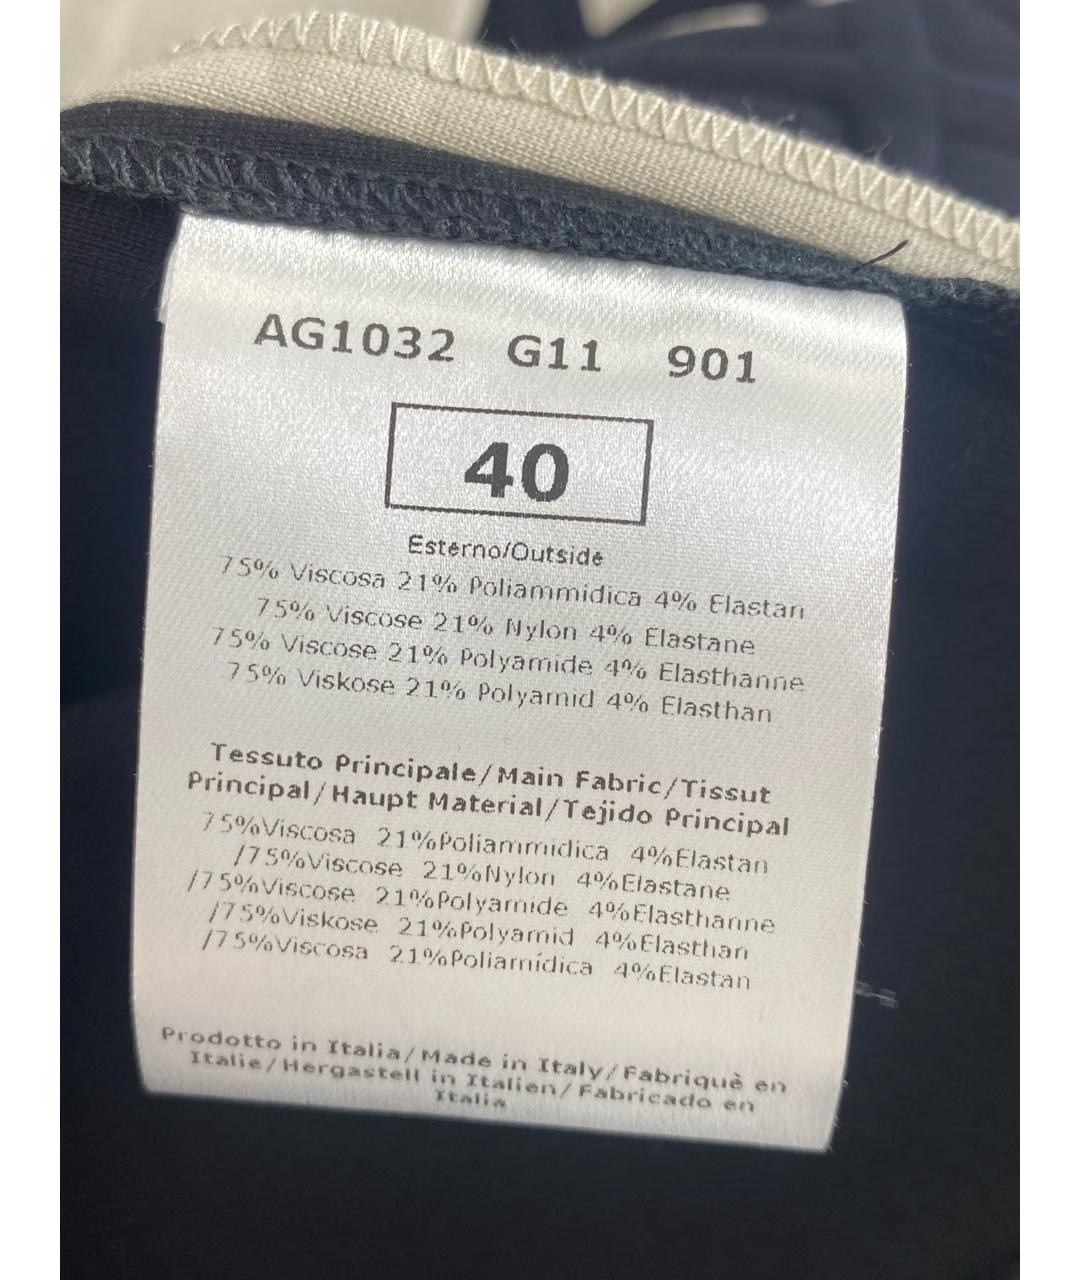 AG1032 G11 901
40
Esterno/Outside
75% Viscosa 21% Poliammidica 4% Elastan
75% Viscose 21% Nylon 4% Elastane
75% Viscose 21% Polyamide 4% Elasthanne
75% Viskose 21% Polyamid 4% Elasthan
Tessuto Principale/Main Fabric/Tissut
Principal/Haupt Material/Tejido Principal
75%Viscosa 21%Poliammidica 4%Elastan
/75%Viscose 21%Nylon 4%Elastane
/75%Viscose 21%Polyamide 4%Elasthanne
/75%Viskose 21%Polyamid 4%Elasthan
/75%Viscosa 21%Poliamídica 4%Elastan
Prodotto in Italia/Made in Italy/Fabriquè en
Italie/Hergastell in Italien/Fabricado en
Italia